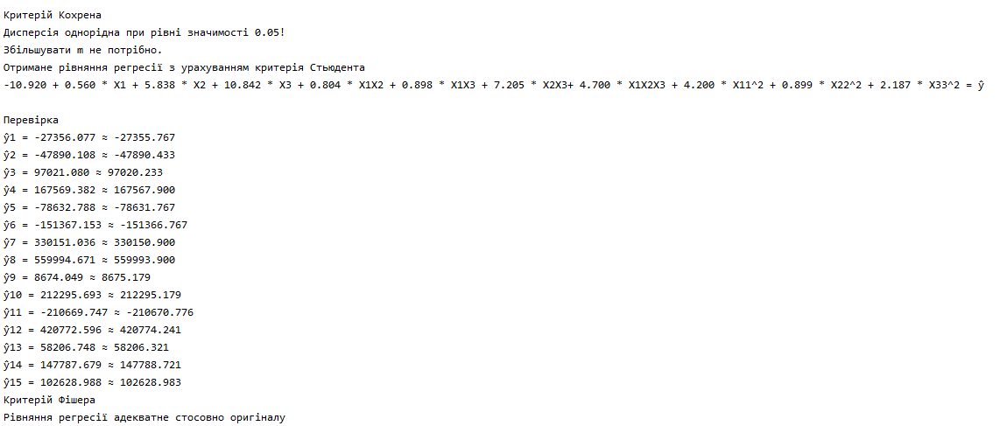 Критерій Кохрена
Дисперсія однорідна при рівні значимості 0.05!
Збільшувати m не потрібно.
Отримане рівняння регресії з урахуванням критерія Стьюдента
-10.920 + 0.560 * X1 + 5.838 * X2 + 10.842 * X3 + 0.804 * X1X2 + 0.898 * X1X3 + 7.205 * X2X3+ 4.700 * X1X2X3 + 4.200 * X11^2 + 0.899 * X22^2 + 2.187 * X33^2 = ŷ
Перевірка
ŷ1 = -27356.077 ≈ -27355.767
ŷ2 = -47890.108 ≈ -47890.433
ŷ3 = 97021.080 ≈ 97020.233
ŷ4 = 167569.382 ≈ 167567.900
ŷ5 = -78632.788 ≈ -78631.767
ŷ6 = -151367.153 ≈ -151366.767
ŷ7 = 330151.036 ≈ 330150.900
ŷ8 = 559994.671 ≈ 559993.900
ŷ9 = 8674.049 ≈ 8675.179
ŷ10 = 212295.693 ≈ 212295.179
ŷ11 = -210669.747 ≈ -210670.776
ŷ12 = 420772.596 ≈ 420774.241
ŷ13 = 58206.748 ≈ 58206.321
ŷ14 = 147787.679 ≈ 147788.721
ŷ15 = 102628.988 ≈ 102628.983
Критерій Фішера
Рівняння регресії адекватне стосовно оригіналу